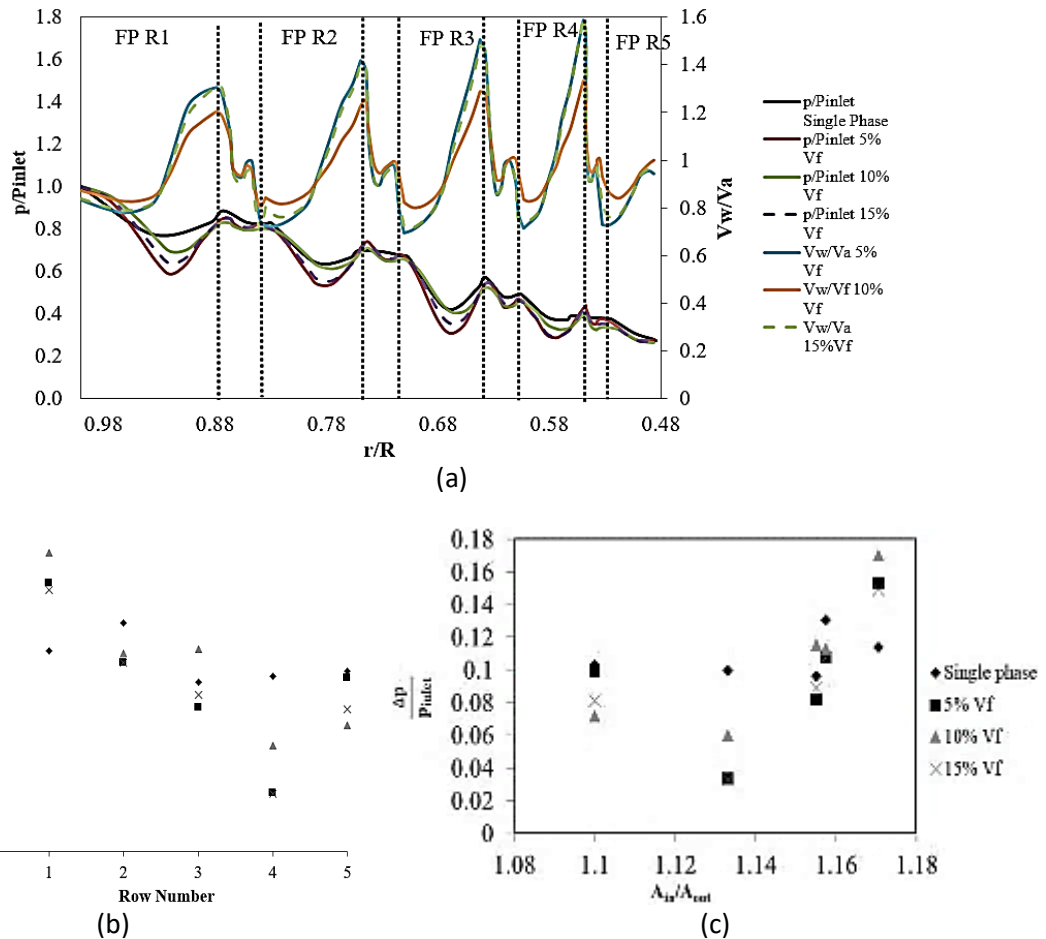 1.8
1.6
1.4
1.2
1.0
0.8
0.6
0.4
0.2
0.0
p/Pinlet
FP R1
FP R2
FP R3
FP R4
FP R5
1.6
1.4
1.2
1
0.8
0.6
0.4
0.2
0
Vw/Va
0.98
0.88
0.78
0.68
0.58
0.48
r/R
p/Pinlet
Single Phase
p/Pinlet 5%
Vf
p/Pinlet 10%
Vf
p/Pinlet 15%
Vf
Vw/Va 5%
Vf
Vw/Vf 10%
Vf
Vw/Va
15%Vf
(a)
1
2
3
4
5
Row Number
(b)
0.18
0.16
0.14
0.12
0.1
0.08
0.06
0.04
0.02
0
Δp
Pinlet
1.08
1.1
1.12
1.14
1.16
1.18
Ain/Aout
Single phase
5% Vf
10% Vf
15% Vf
(c)